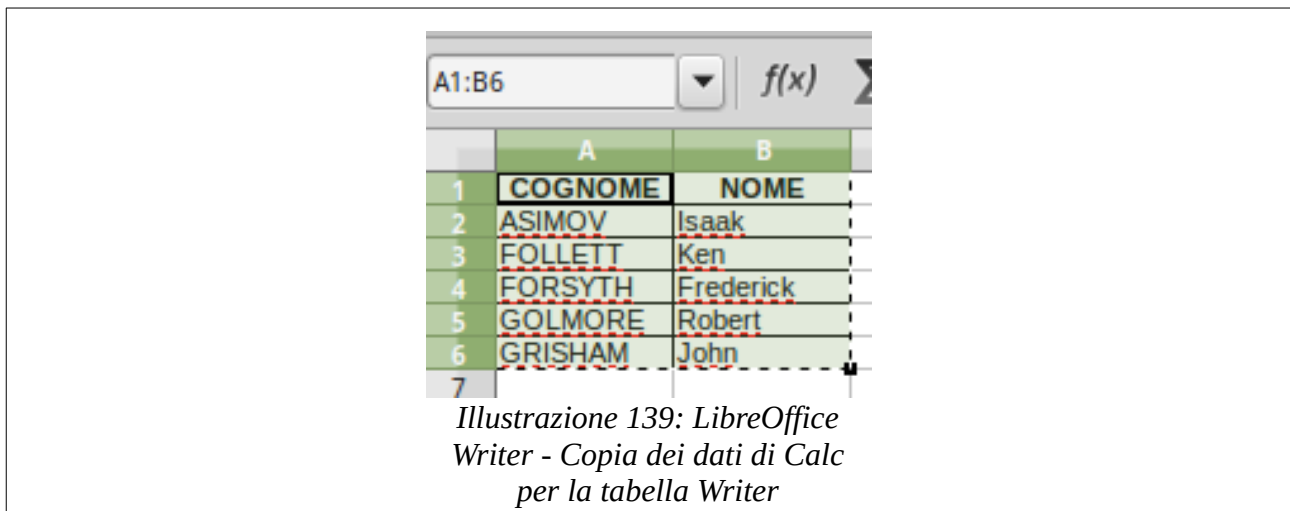 A1:B6 f(x) Σ
A B
1 COGNOME NOME
2 ASIMOV Isaak
3 FOLLETT Ken
4 FORSYTH Frederick
5 GOLMORE Robert
6 GRISHAM John
7
Illustrazione 139: LibreOffice
Writer - Copia dei dati di Calc
per la tabella Writer